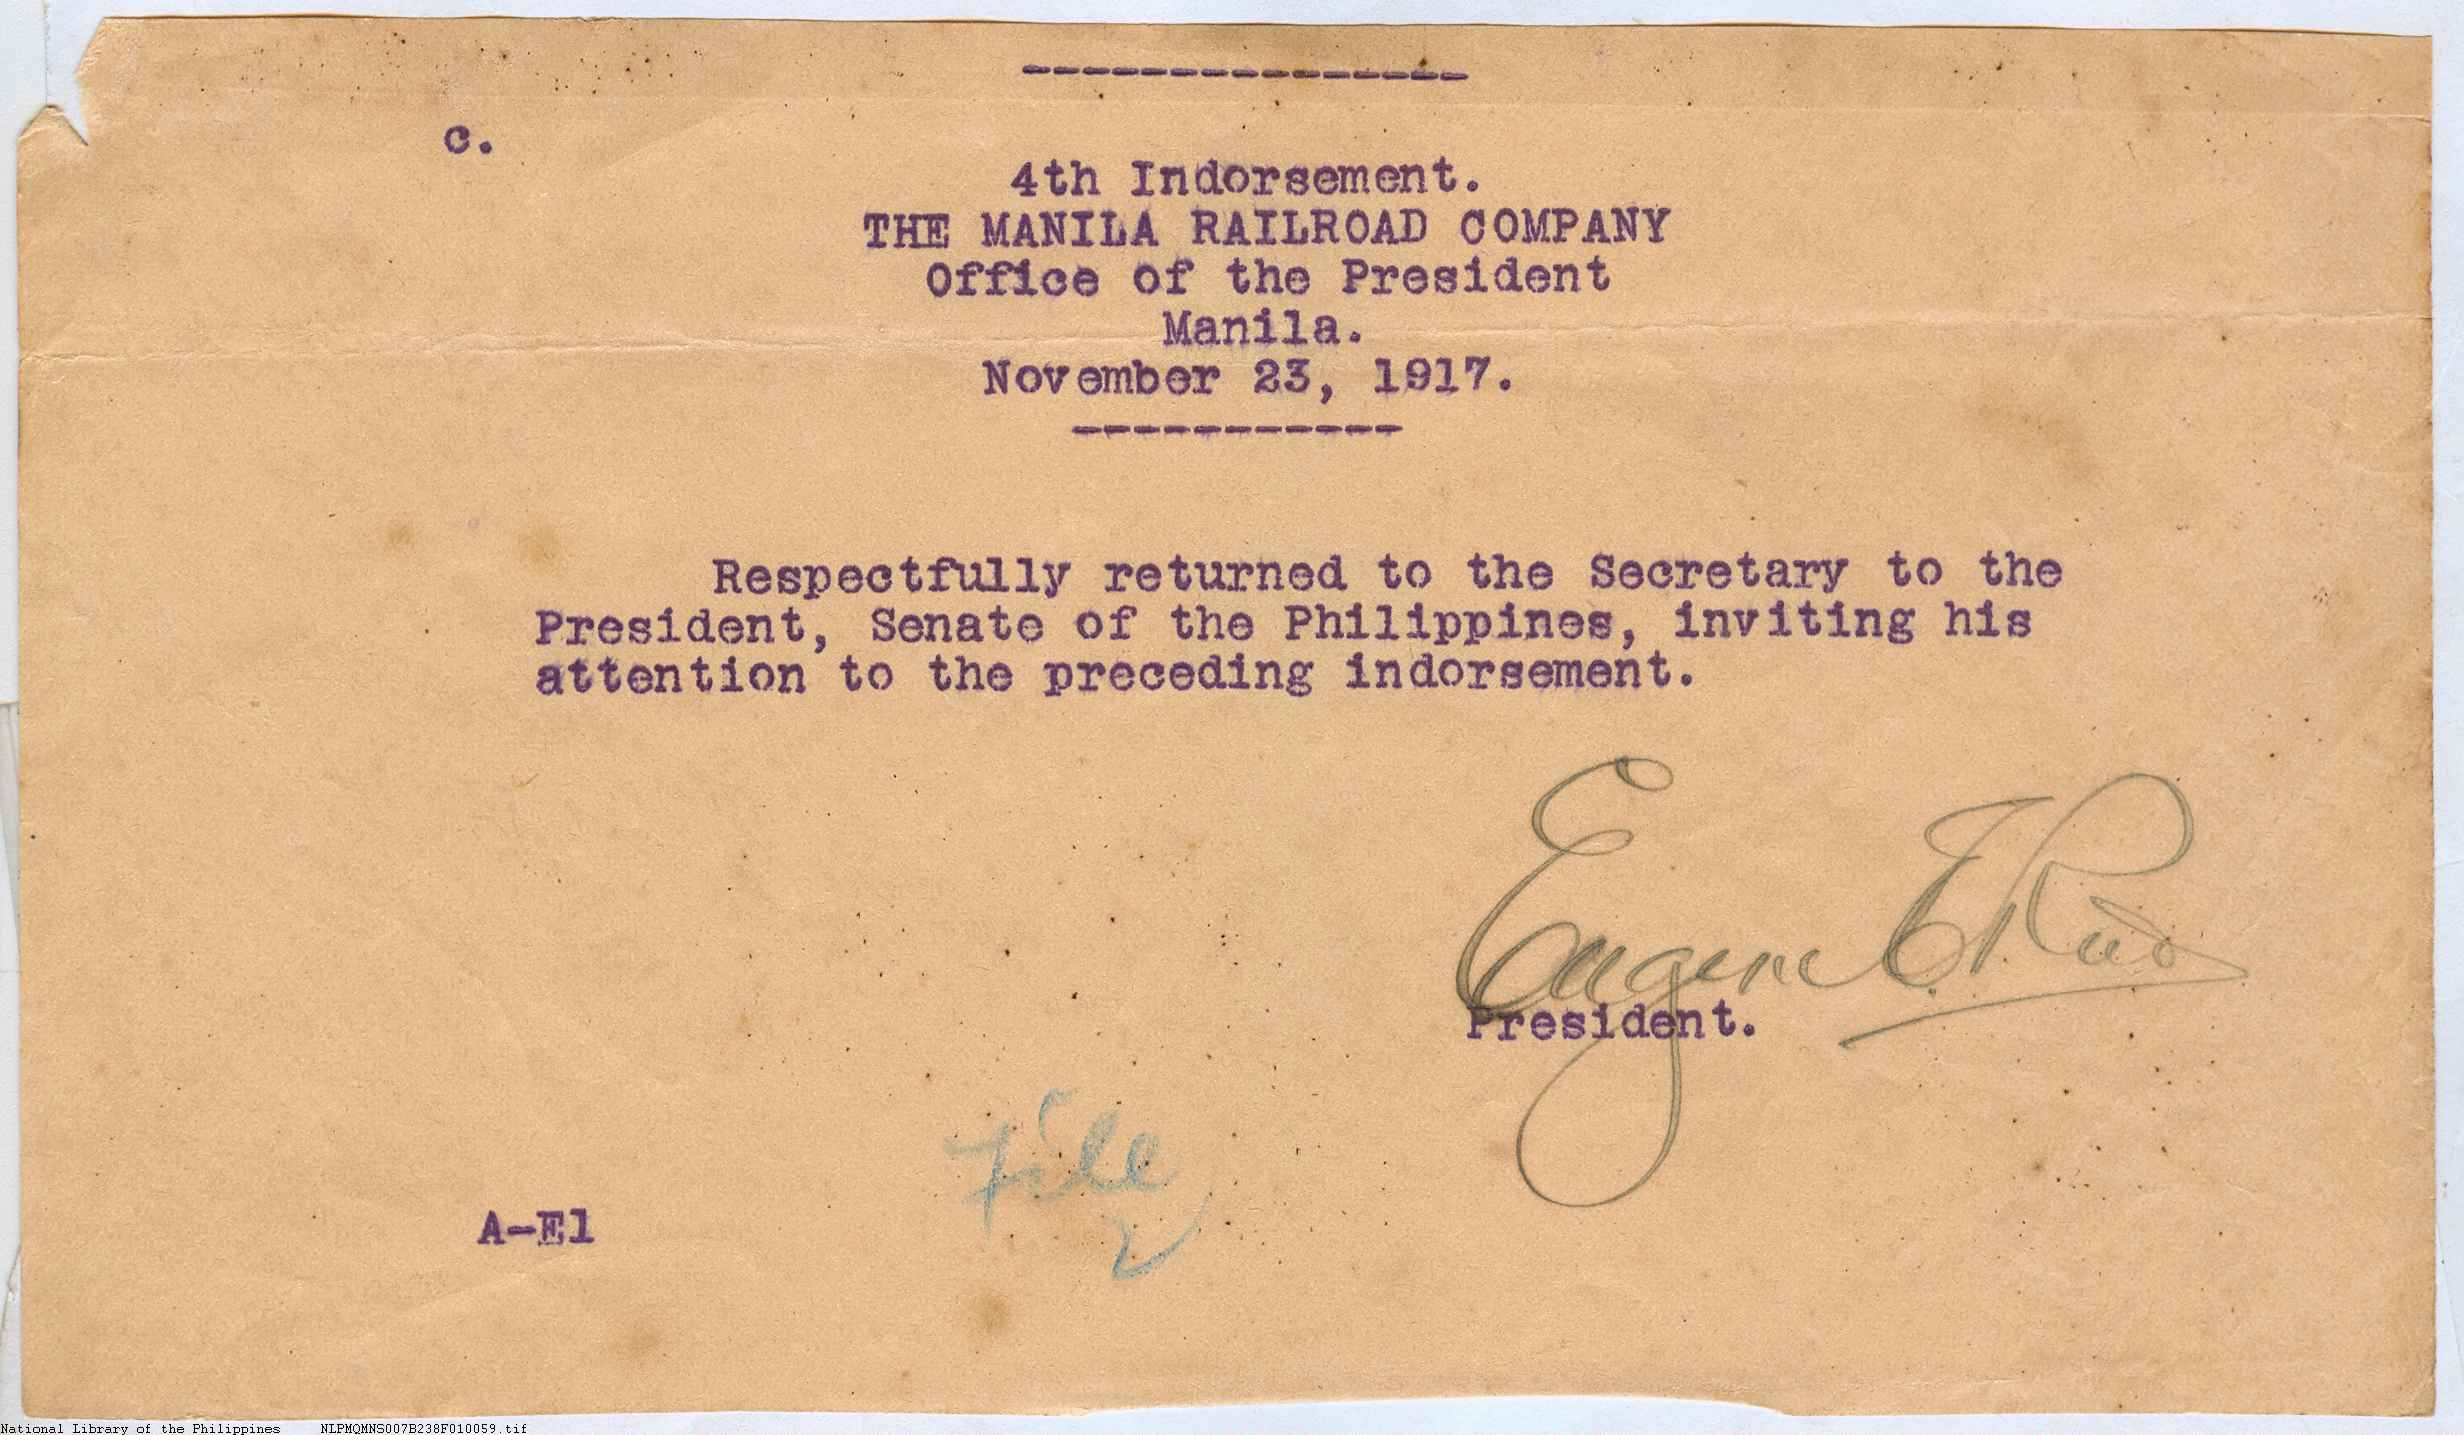 ----------------
c.
4th Indorsement.
THE MANILA RAILROAD COMPANY
Office of the President
Manila.
November 23, 1917.
------------
Respectfully returned to the Secretary to the
President, Senate of the Philippines, inviting his
attention to the preceding indorsement.
Eugene E Reed
President.
File
A-El
National Library of the Philippines NLPMQMNS007B238F010059.tif